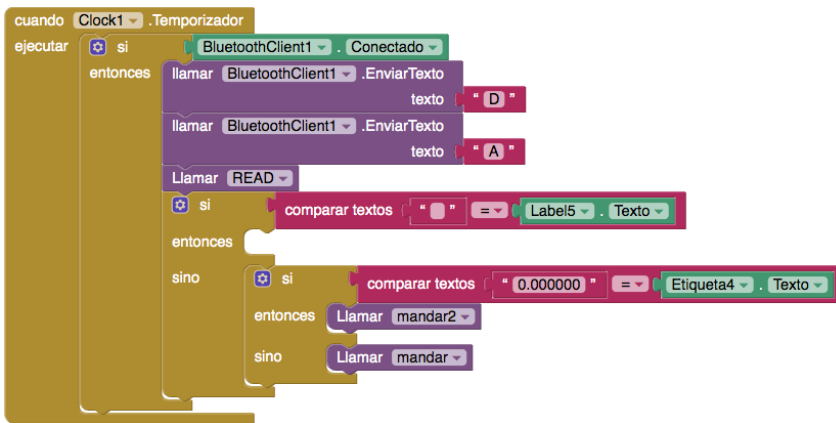 cuando Clock1 .Temporizador
ejecutar si BluetoothClient1 . Conectado
entonces llamar BluetoothClient1 .EnviarTexto
texto " D "
llamar BluetoothClient1 .EnviarTexto
texto " A "
Llamar READ
si comparar textos " " = Label5 . Texto
entonces
sino si comparar textos " 0.000000 " = Etiqueta4 . Texto
entonces Llamar mandar2
sino Llamar mandar